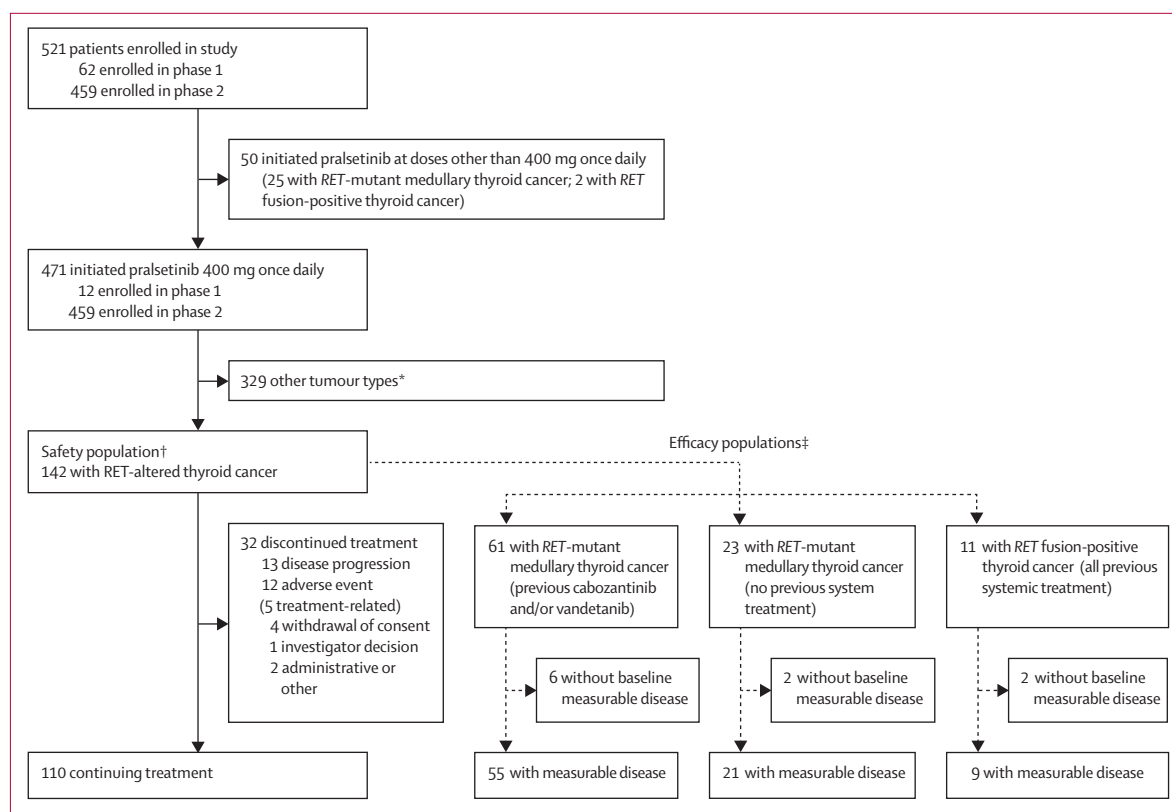 521 patients enrolled in study
62 enrolled in phase 1
459 enrolled in phase 2
50 initiated pralsetinib at doses other than 400 mg once daily
(25 with RET-mutant medullary thyroid cancer; 2 with RET
fusion-positive thyroid cancer)
471 initiated pralsetinib 400 mg once daily
12 enrolled in phase 1
459 enrolled in phase 2
329 other tumour types*
Safety population†
142 with RET-altered thyroid cancer
Efficacy populations‡
32 discontinued treatment
13 disease progression
12 adverse event
(5 treatment-related)
4 withdrawal of consent
1 investigator decision
2 administrative or
other
61 with RET-mutant
medullary thyroid cancer
(previous cabozantinib
and/or vandetanib)
23 with RET-mutant
medullary thyroid cancer
(no previous system
treatment)
11 with RET fusion-positive
thyroid cancer (all previous
systemic treatment)
6 without baseline
measurable disease
2 without baseline
measurable disease
2 without baseline
measurable disease
110 continuing treatment
55 with measurable disease
21 with measurable disease
9 with measurable disease